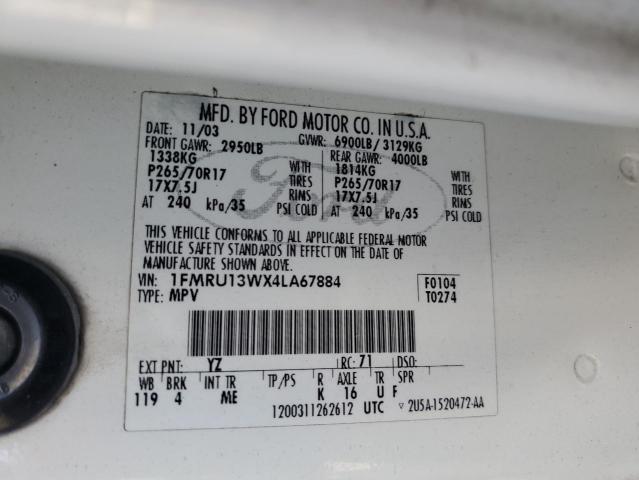 MFD. BY FORD MOTOR CO. IN U.S.A.
DATE: 11/03 GVWR: 6900LB/ 3129KG
FRONT GAWR: 2950LB REAR GAWR: 4000LB
1338KG WITH 1814KG WITH
P265/70R17 TIRES P265/70R17 TIRES
17X7.5J RIMS 17X7.5J RIMS
AT 240 kPa/35 PSI COLD AT 240 kPa/35 PSI COLD
Ford
THIS VEHICLE CONFORMS TO ALL APPLICABLE FEDERAL MOTOR
VEHICLE SAFETY STANDARDS IN EFFECT ON THE DATE OF
MANUFACTURE SHOWN ABOVE.
VIN: 1FMRU13WX4LA67884 F0104
TYPE: MPV T0274
EXT PNT: YZ RC: 71 DSO:
WB BRK INT TR TP/PS R AXLE TR SPR
119 4 ME K 16 U F
1200311262612 UTC ▽ 2U5A-1520472-AA